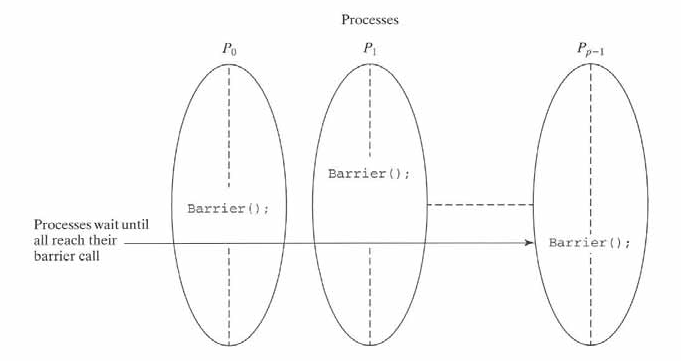 Processes
P0 P1 Pp−1
Barrier();
Barrier();
Processes wait until
all reach their
barrier call
Barrier();